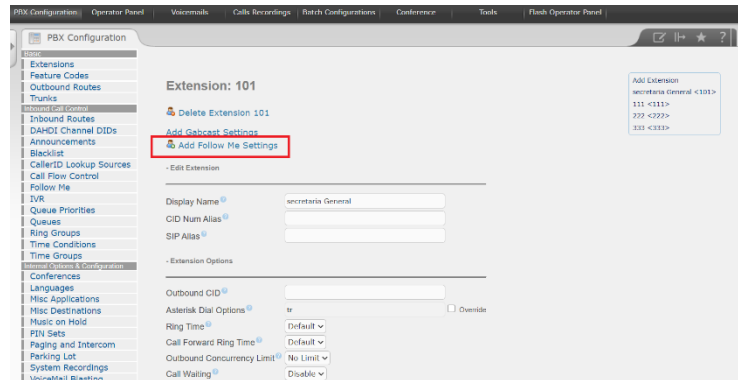 PBX Configuration Operator Panel Voicemails Calls Recordings Batch Configurations Conference Tools Flash Operator Panel
PBX Configuration
Basic
Extensions
Feature Codes
Outbound Routes
Trunks
Inbound Call Control
Inbound Routes
DAHDI Channel DIDs
Announcements
Blacklist
CallerID Lookup Sources
Call Flow Control
Follow Me
IVR
Queue Priorities
Queues
Ring Groups
Time Conditions
Time Groups
Internal Options & Configuration
Conferences
Languages
Misc Applications
Misc Destinations
Music on Hold
PIN Sets
Paging and Intercom
Parking Lot
System Recordings
VoiceMail Blasting
Extension: 101
Delete Extension 101
Add Gabcast Settings
Add Follow Me Settings
- Edit Extension
Display Name secretaria General
CID Num Alias
SIP Alias
- Extension Options
Outbound CID
Asterisk Dial Options tr Override
Ring Time Default
Call Forward Ring Time Default
Outbound Concurrency Limit No Limit
Call Waiting Disable
Add Extension
secretaria General <101>
111 <111>
222 <222>
333 <333>